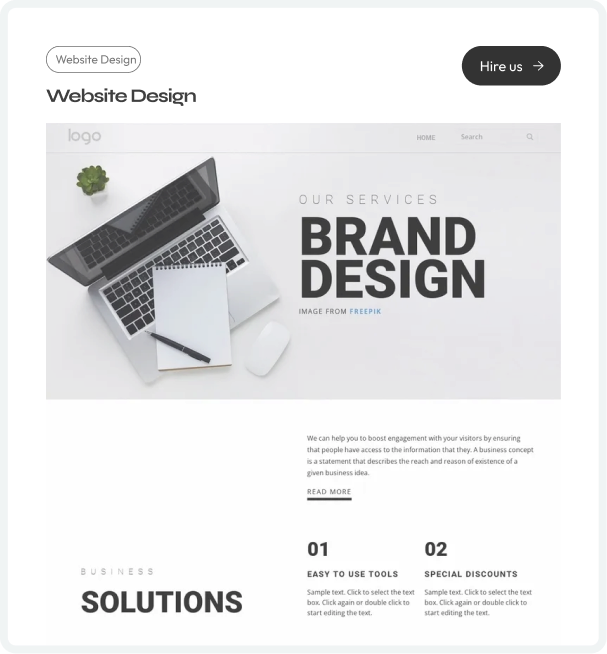 Website Design
Hire us
Website Design
logo
HOME
Search
OUR SERVICES
BRAND
DESIGN
IMAGE FROM FREEPIK
We can help you to boost engagement with your visitors by ensuring
that people have access to the information that they. A business concept
is a statement that describes the reach and reason of existence of a
given business idea.
READ MORE
01
EASY TO USE TOOLS
Sample text. Click to select the text
box. Click again or double click to
start editing the text.
02
SPECIAL DISCOUNTS
Sample text. Click to select the text
box. Click again or double click to
start editing the text.
BUSINESS
SOLUTIONS